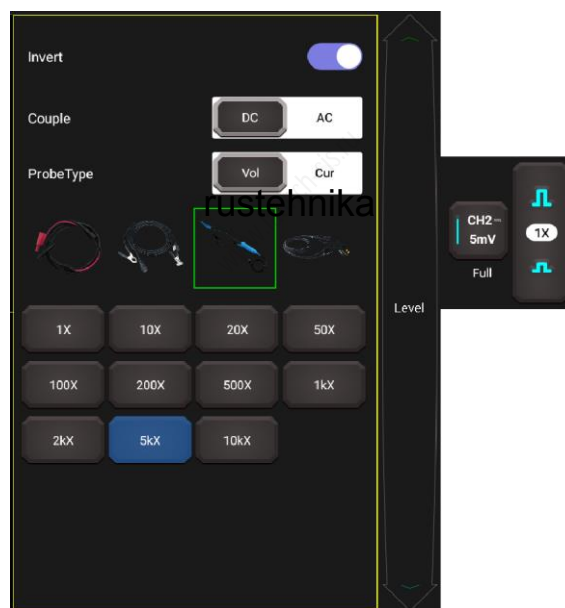 Invert
Couple DC AC
ProbeType Vol Cur
rustehnika
1X 10X 20X 50X
100X 200X 500X 1kX
2kX 5kX 10kX
Level
CH2
5mV
Full
1X